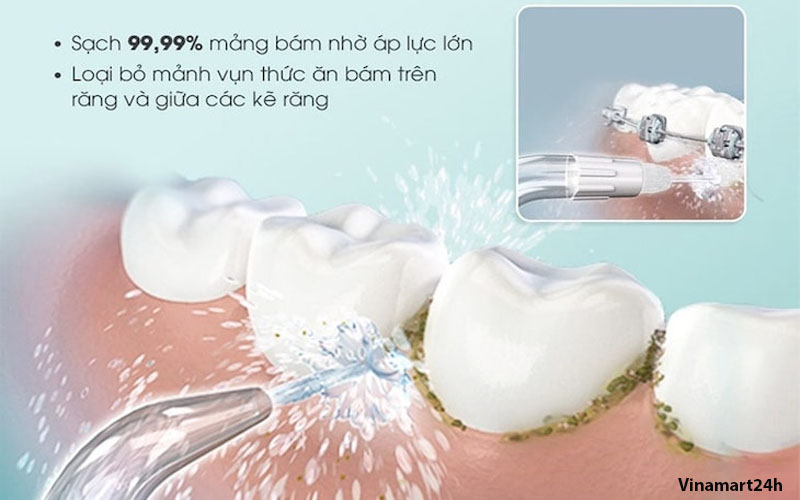 • Sạch 99,99% mảng bám nhờ áp lực lớn
• Loại bỏ mảnh vụn thức ăn bám trên
răng và giữa các kẽ răng
Vinamart24h